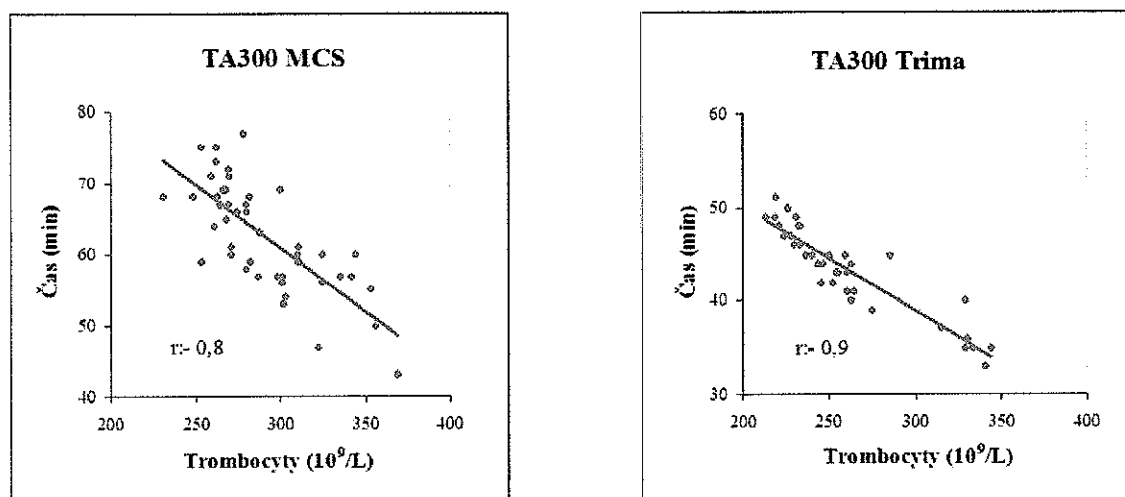 TA300 MCS
80
70
60
50
40
Čas (min)
r:- 0,8
200
250
300
350
400
Trombocyty (10⁹/L)
TA300 Trima
60
50
40
30
Čas (min)
r:- 0,9
200
250
300
350
400
Trombocyty (10⁹/L)